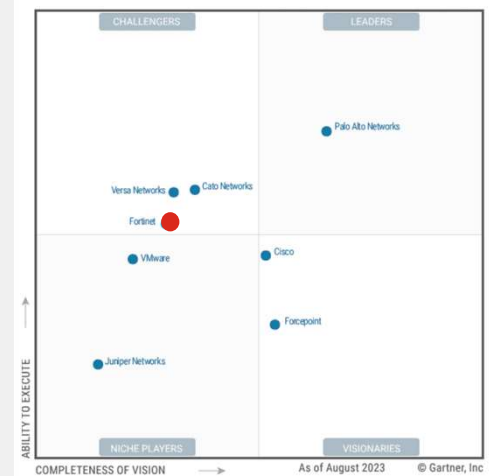 CHALLENGERS
LEADERS
Palo Alto Networks
Versa Networks
Cato Networks
Fortinet
VMware
Cisco
Forcepoint
Juniper Networks
NICHE PLAYERS
VISIONARIES
ABILITY TO EXECUTE
COMPLETENESS OF VISION
As of August 2023
© Gartner, Inc